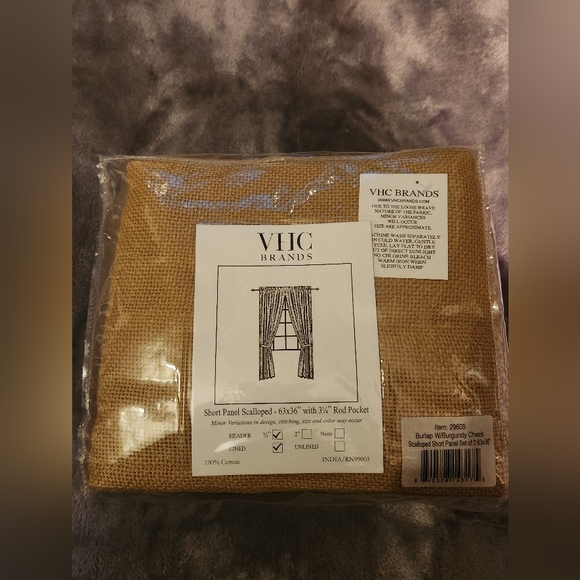 VHC BRANDS
WWW.VHCBRANDS.COM
DUE TO THE LOOSE WEAVE
NATURE OF THE FABRIC,
MINOR VARIANCES
WILL OCCUR.
SIZE ARE APPROXIMATE.
MACHINE WASH SEPARATELY
IN COLD WATER, GENTLE
CYCLE, LAY FLAT TO DRY
OUT OF DIRECT SUNLIGHT
NO CHLORINE BLEACH
WARM IRON WHEN
SLIGHTLY DAMP
VHC
BRANDS
Short Panel Scalloped - 63x36" with 3¼" Rod Pocket
Minor Variations in design, stitching, size and color may occur
HEADER ½" 2" None
LINED UNLINED
100% Cotton INDIA/RN99603
Item: 29609
Burlap W/Burgundy Check
Scalloped Short Panel Set of 2 63x36"